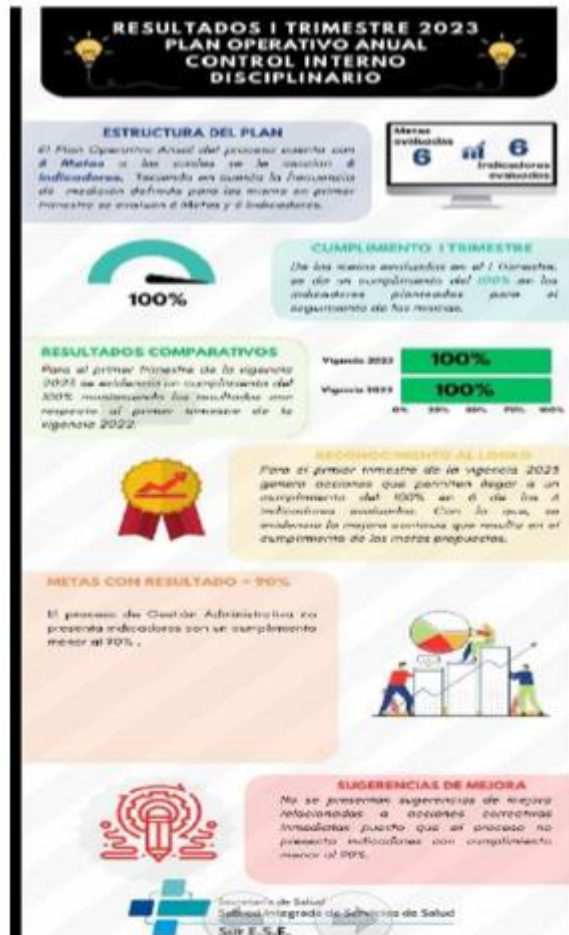 RESULTADOS I TRIMESTRE 2023
PLAN OPERATIVO ANUAL
CONTROL INTERNO
DISCIPLINARIO
ESTRUCTURA DEL PLAN
El Plan Operativo Anual del proceso cuenta con
6 Metas a las cuales se le asocian 6
Indicadores. Teniendo en cuenta la frecuencia
de medición definida para las misma en primer
trimestre se evalúan 6 Metas y 6 Indicadores.
Metas
evaluadas
6
6
Indicadores
evaluados
100%
CUMPLIMIENTO I TRIMESTRE
De las metas evaluadas en el I trimestre,
se da un cumplimiento del 100% en los
indicadores planteados para el
seguimiento de las mismas.
RESULTADOS COMPARATIVOS
Para el primer trimestre de la vigencia
2023 se evidencia un cumplimiento del
100% manteniendo los resultados con
respecto al primer trimestre de la
vigencia 2022.
Vigencia 2023 100%
Vigencia 2022 100%
0% 25% 50% 75% 100%
RECONOCIMIENTO AL LOGRO
Para el primer trimestre de la vigencia 2023
genera acciones que permiten llegar a un
cumplimiento del 100% en 6 de los 6
indicadores evaluados. Con lo que, se
evidencia la mejora continua que resulta en el
cumplimiento de las metas propuestas.
METAS CON RESULTADO - 90%
El proceso de Gestión Administrativa no
presenta indicadores con un cumplimiento
menor al 90% .
SUGERENCIAS DE MEJORA
No se presentan sugerencias de mejora
relacionadas a acciones correctivas
inmediatas puesto que el proceso no
presenta indicadores con cumplimiento
menor al 90%.
Secretaría de Salud
Subred Integrada de Servicios de Salud
Sur E.S.E.